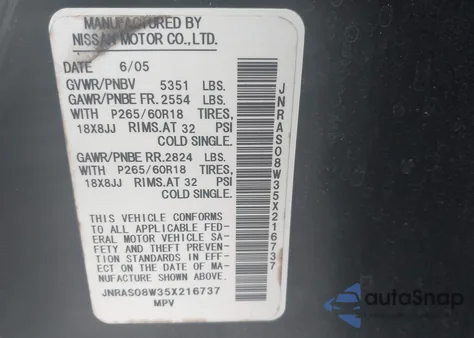 MANUFACTURED BY
NISSAN MOTOR CO.,LTD.
DATE 6/05
GVWR/PNBV 5351 LBS.
GAWR/PNBE FR. 2554 LBS.
WITH P265/60R18 TIRES,
18X8JJ RIMS.AT 32 PSI
COLD SINGLE.
GAWR/PNBE RR. 2824 LBS.
WITH P265/60R18 TIRES,
18X8JJ RIMS.AT 32 PSI
COLD SINGLE.
THIS VEHICLE CONFORMS
TO ALL APPLICABLE FED-
ERAL MOTOR VEHICLE SA-
FETY AND THEFT PREVEN-
TION STANDARDS IN EFF-
ECT ON THE DATE OF MA-
NUFACTURE SHOWN ABOVE.
JNRAS08W35X216737
MPV
JNRAS08W35X216737
autoSnap